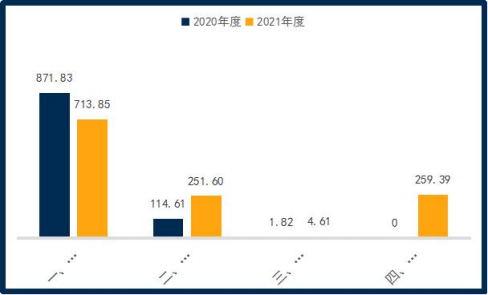 2020年度 2021年度
871.83
713.85
114.61
251.60
1.82
4.61
0
259.39
一、…
二、…
三、…
四、…